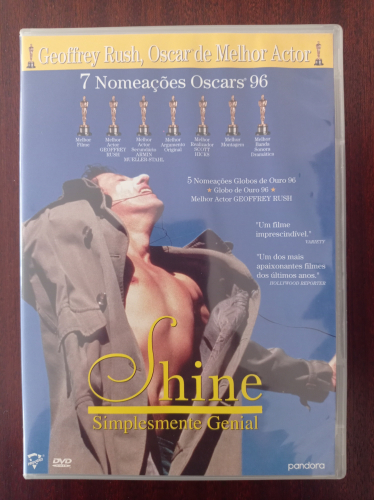 Geoffrey Rush, Oscar de Melhor Actor
7 Nomeações Oscars 96
Melhor Filme
Melhor Actor GEOFFREY RUSH
Melhor Actor Secundário ARMIN MUELLER-STAHL
Melhor Argumento Original
Melhor Realizador SCOTT HICKS
Melhor Montagem
Melhor Banda Sonora Dramática
5 Nomeações Globos de Ouro 96
Globo de Ouro 96
Melhor Actor GEOFFREY RUSH
"Um filme
imprescindível."
VARIETY
"Um dos mais
apaixonantes filmes
dos últimos anos."
HOLLYWOOD REPORTER
Shine
Simplesmente Genial
DVD
pandora